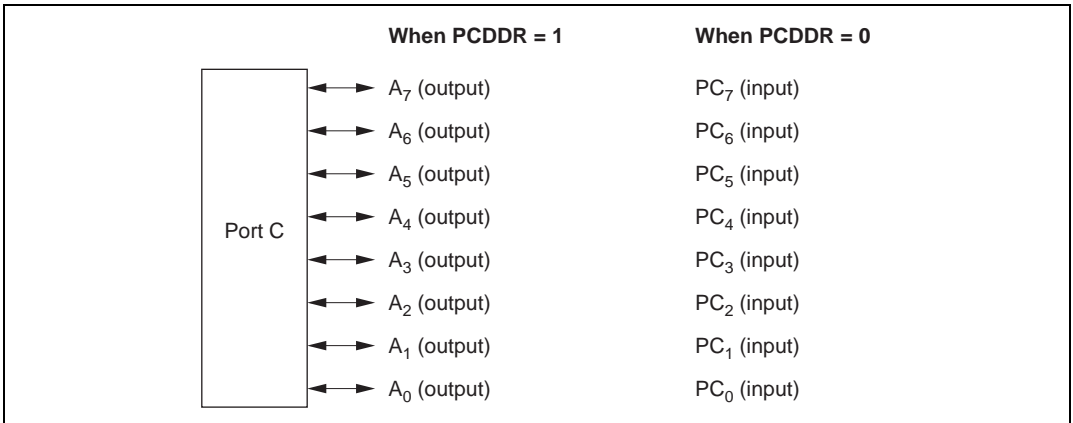 When PCDDR = 1 When PCDDR = 0
A7 (output) PC7 (input)
A6 (output) PC6 (input)
A5 (output) PC5 (input)
A4 (output) PC4 (input)
Port C
A3 (output) PC3 (input)
A2 (output) PC2 (input)
A1 (output) PC1 (input)
A0 (output) PC0 (input)